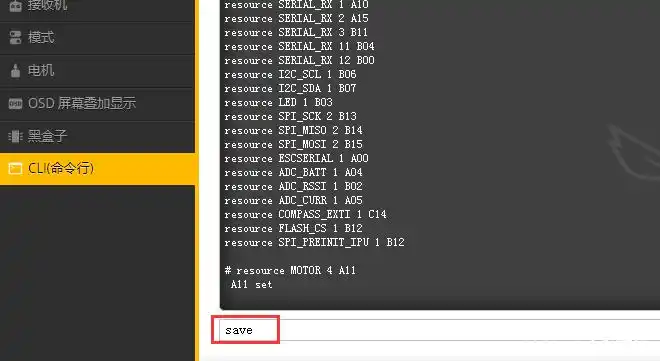 接收机
模式
电机
OSD 屏幕叠加显示
黑盒子
CLI(命令行)
resource SERIAL_RX 1 A10
resource SERIAL_RX 2 A15
resource SERIAL_RX 3 B11
resource SERIAL_RX 11 B04
resource SERIAL_RX 12 B00
resource I2C_SCL 1 B06
resource I2C_SDA 1 B07
resource LED 1 B03
resource SPI_SCK 2 B13
resource SPI_MISO 2 B14
resource SPI_MOSI 2 B15
resource ESCSERIAL 1 A00
resource ADC_BATT 1 A04
resource ADC_RSSI 1 B02
resource ADC_CURR 1 A05
resource COMPASS_EXTI 1 C14
resource FLASH_CS 1 B12
resource SPI_PREINIT_IPU 1 B12
# resource MOTOR 4 A11
A11 set
save